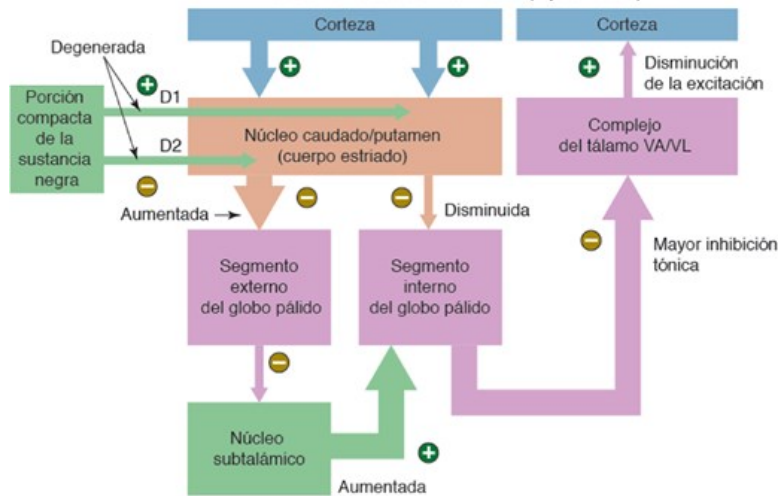 Corteza
Corteza
Degenerada
+
+
+
+
Disminución
de la excitación
Porción
compacta
de la
sustancia
negra
D1
D2
−
Núcleo caudado/putamen
(cuerpo estriado)
Complejo
del tálamo VA/VL
Aumentada
−
−
Disminuida
−
Mayor inhibición
tónica
Segmento
externo
del globo pálido
Segmento
interno
del globo pálido
−
Núcleo
subtalámico
+
Aumentada